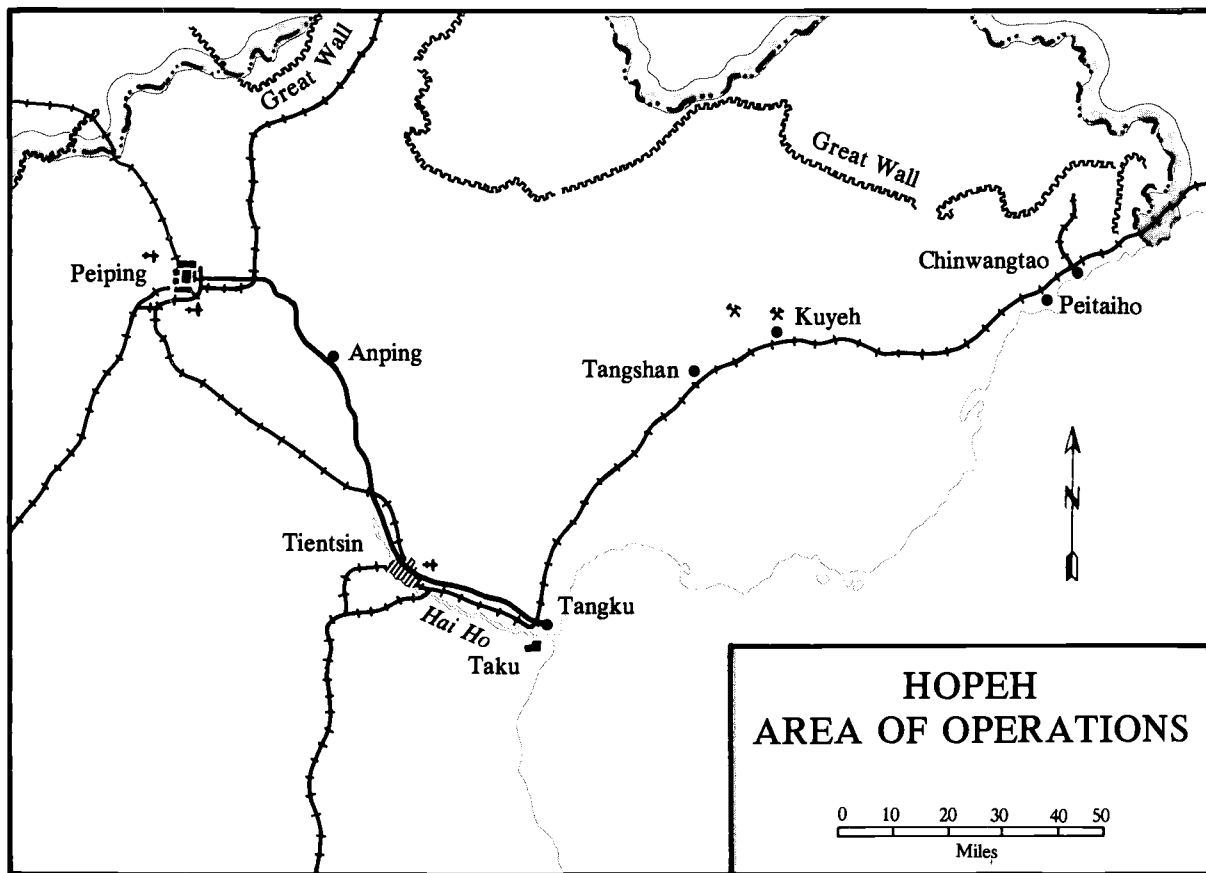 Great Wall
Great Wall
Peiping
Chinwangtao
Peitaiho
Kuyeh
Anping
Tangshan
N
Tientsin
Tangku
Hai Ho
Taku
HOPEH
AREA OF OPERATIONS
0 10 20 30 40 50
Miles